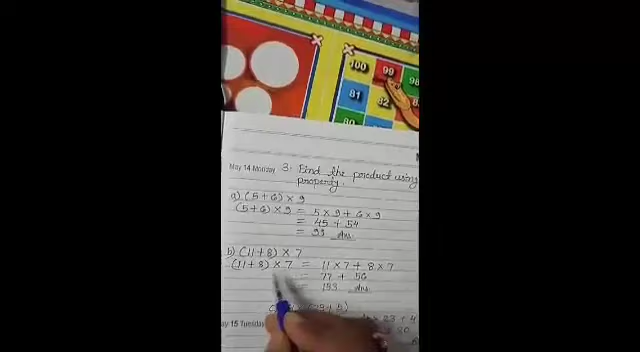 100 99 98
81 82
80
May 14 Monday 3. Find the product using
property.
a) (5+6) × 9
(5+6) × 9 = 5 × 9 + 6 × 9
= 45 + 54
= 99 Ans.
b) (11+8) × 7
(11+8) × 7 = 11 × 7 + 8 × 7
= 77 + 56
= 133 Ans.
May 15 Tuesday